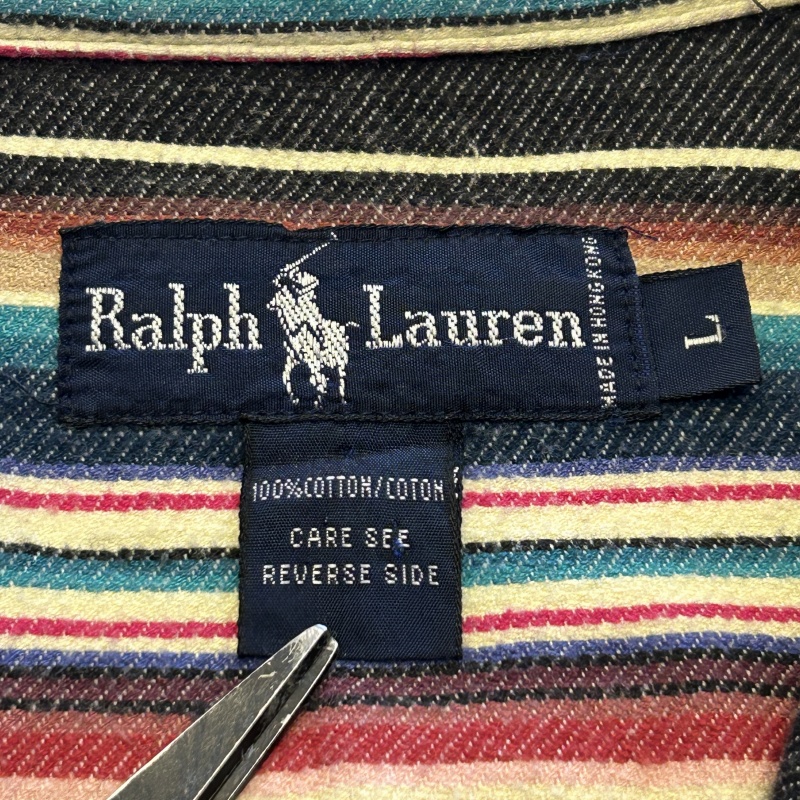 Ralph Lauren
MADE IN HONG KONG
L
100%COTTON/COTON
CARE SEE
REVERSE SIDE